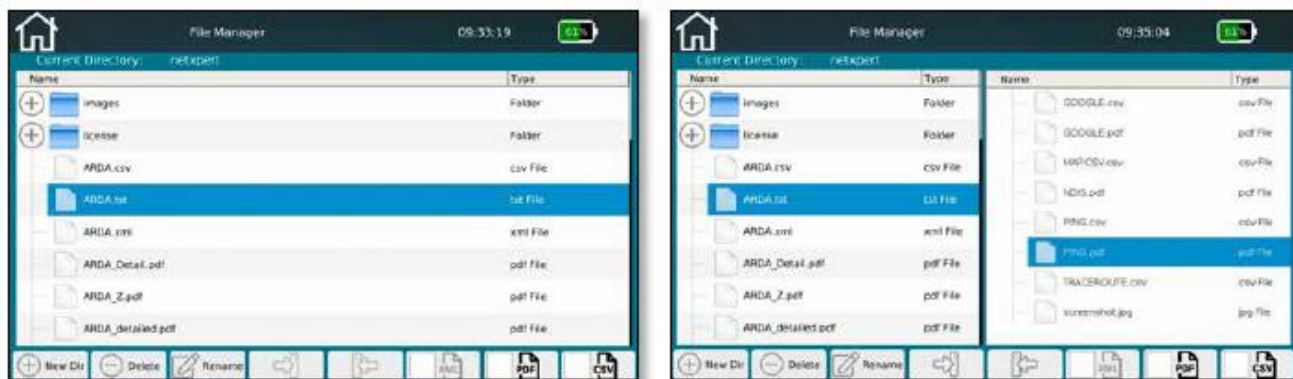 File Manager 09:33:19 61%
Current Directory: netxpert
Name Type
images Folder
license Folder
ARDA.csv csv File
ARDA.txt txt File
ARDA.xml xml File
ARDA_Detail.pdf pdf File
ARDA_Z.pdf pdf File
ARDA_detailed.pdf pdf File
New Dir Delete Rename XML PDF CSV
File Manager 09:35:04 61%
Current Directory: netxpert
Name Type
images Folder
license Folder
ARDA.csv csv File
ARDA.txt txt File
ARDA.xml xml File
ARDA_Detail.pdf pdf File
ARDA_Z.pdf pdf File
ARDA_detailed.pdf pdf File
Name Type
GOOGLE.csv csv File
GOOGLE.pdf pdf File
MAP-CSV.csv csv File
NDIS.pdf pdf File
PING.csv csv File
PING.pdf pdf File
TRACEROUTE.csv csv File
screenshot.jpg jpg File
New Dir Delete Rename XML PDF CSV